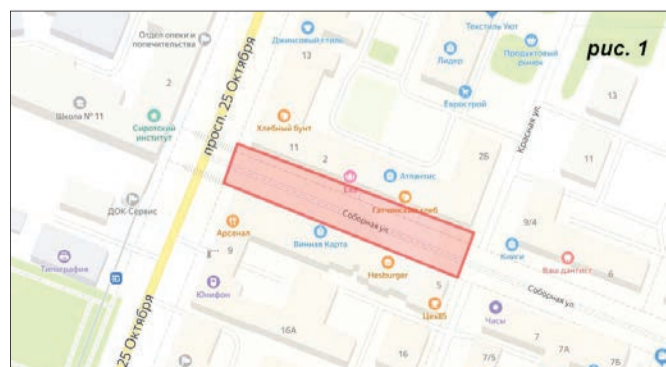 Отдел опеки и
попечительства
2
Школа № 11
Сиротский
институт
просп. 25 Октября
Джинсовый стиль
13
Хлебный Бунт
11
2
Текстиль Уют
Лидер
Продуктовый
рынок
Еврострой
рис. 1
13
Красная ул.
11
2Б
Атлантис
Гатчинский хлеб
Соборная ул.
ДОК-Сервис
Арсенал
9
Винная Карта
Hesburger
5
9/4
Книги
Ваш дантист
6
Соборная ул.
Типография
Юнифон
25 Октября
16А
16
Цех85
Часы
7
7А
7/5
7Б